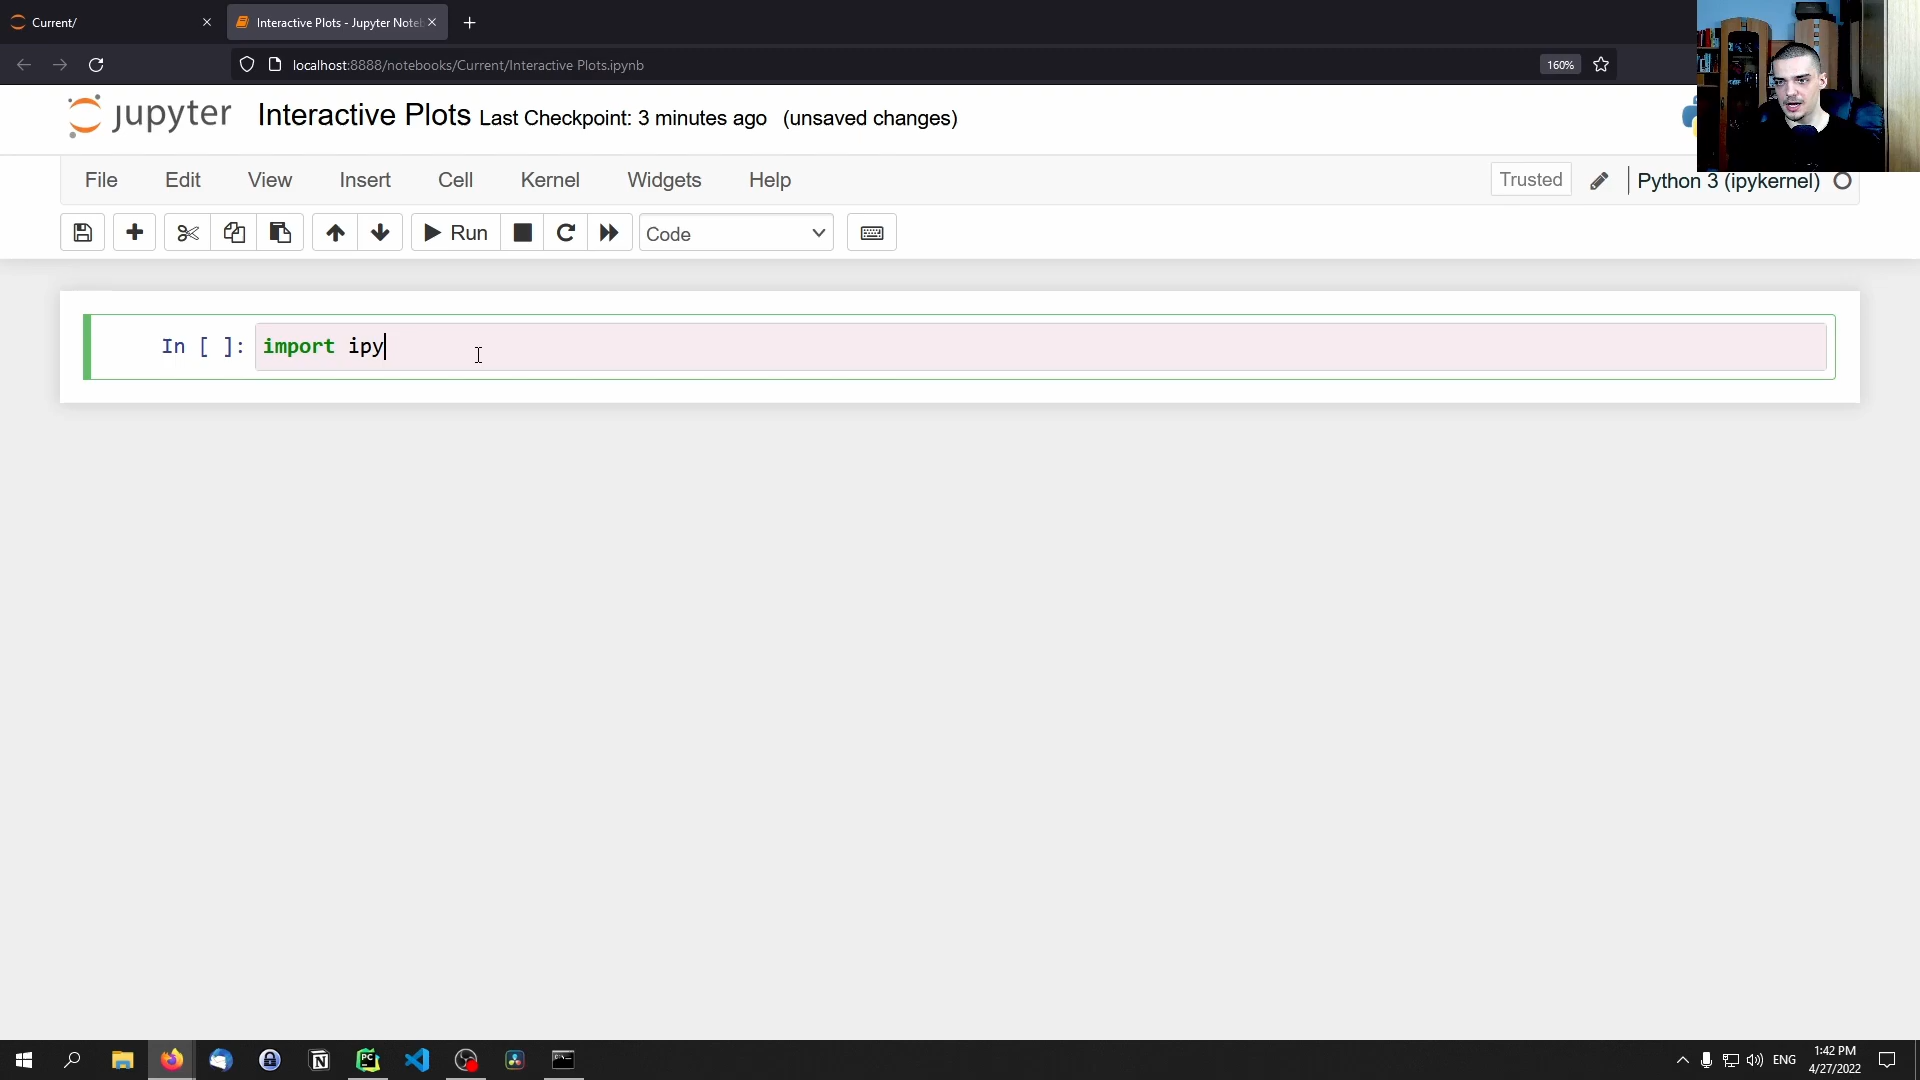 Current/
Interactive Plots - Jupyter Noteb
localhost:8888/notebooks/Current/Interactive Plots.ipynb
160%
jupyter Interactive Plots Last Checkpoint: 3 minutes ago (unsaved changes)
File Edit View Insert Cell Kernel Widgets Help
Trusted
Python 3 (ipykernel)
Run
Code
In [ ]: import ipy
ENG
1:42 PM
4/27/2022